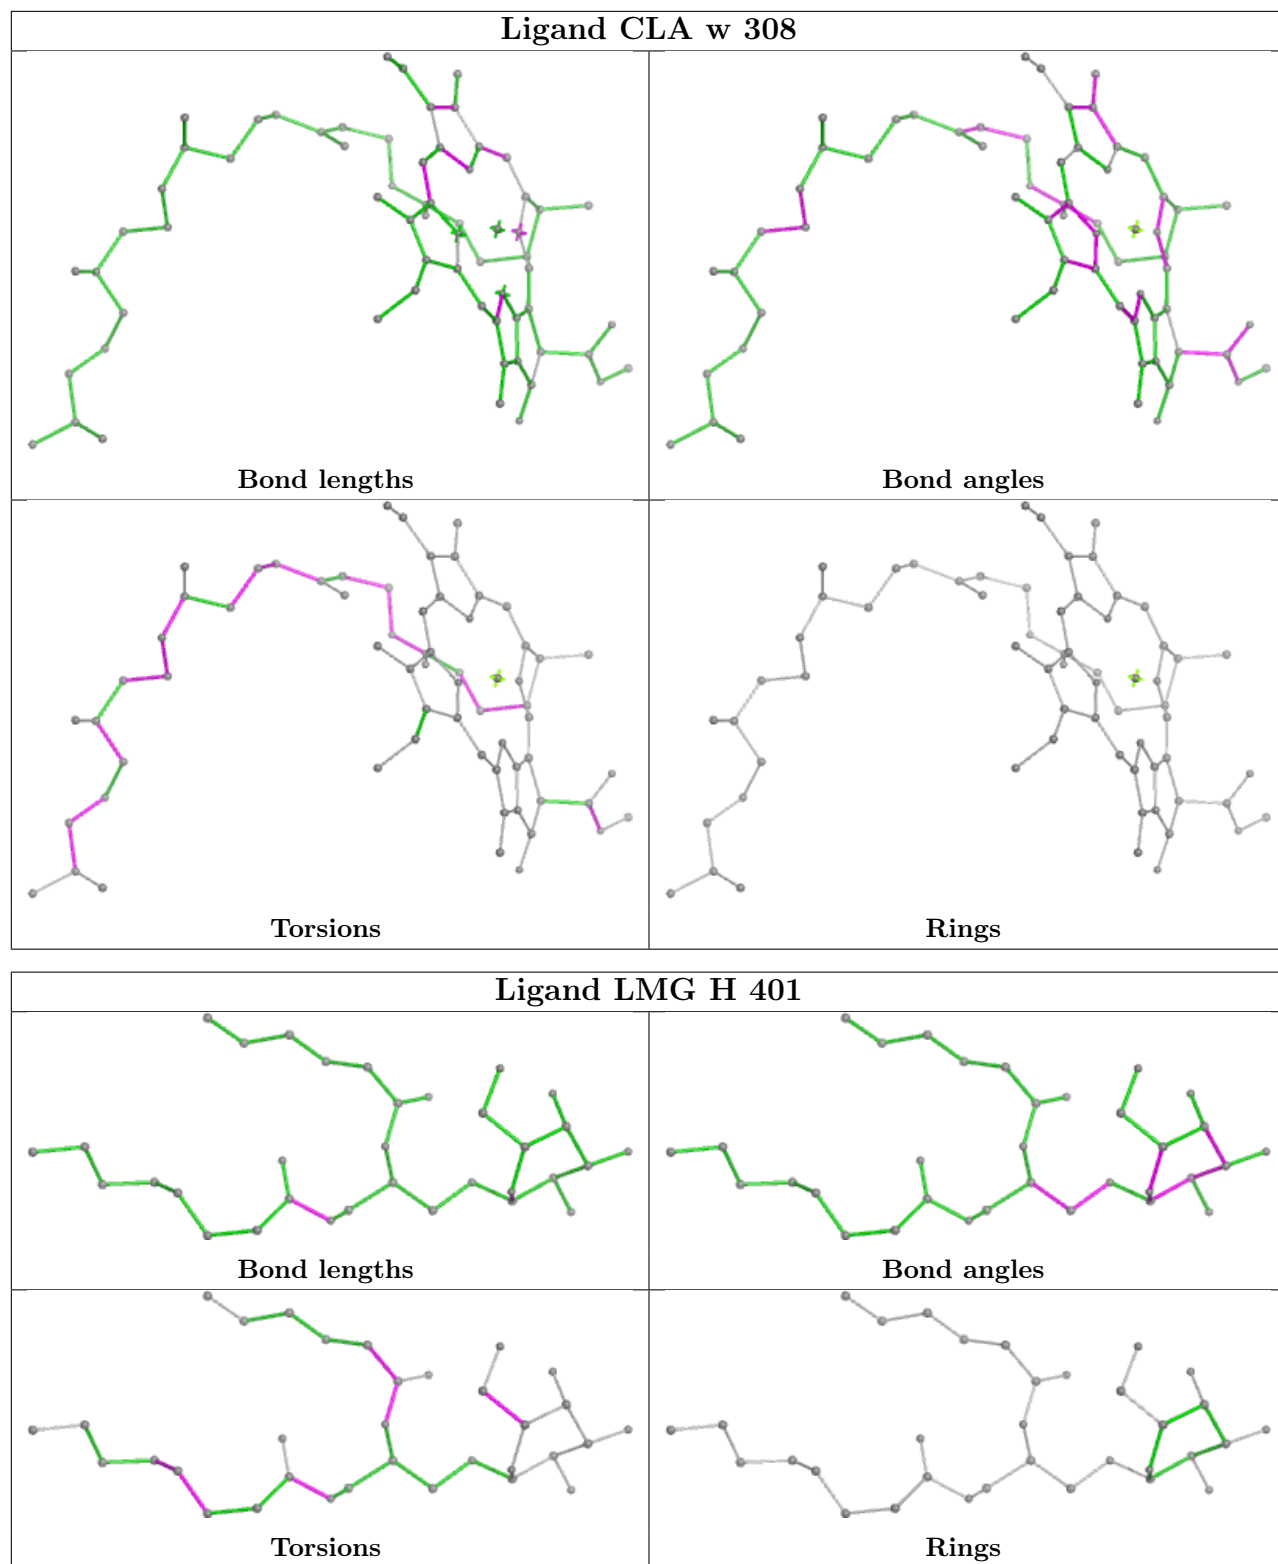 Ligand CLA w 308
Bond lengths
Bond angles
Torsions
Rings
Ligand LMG H 401
Bond lengths
Bond angles
Torsions
Rings